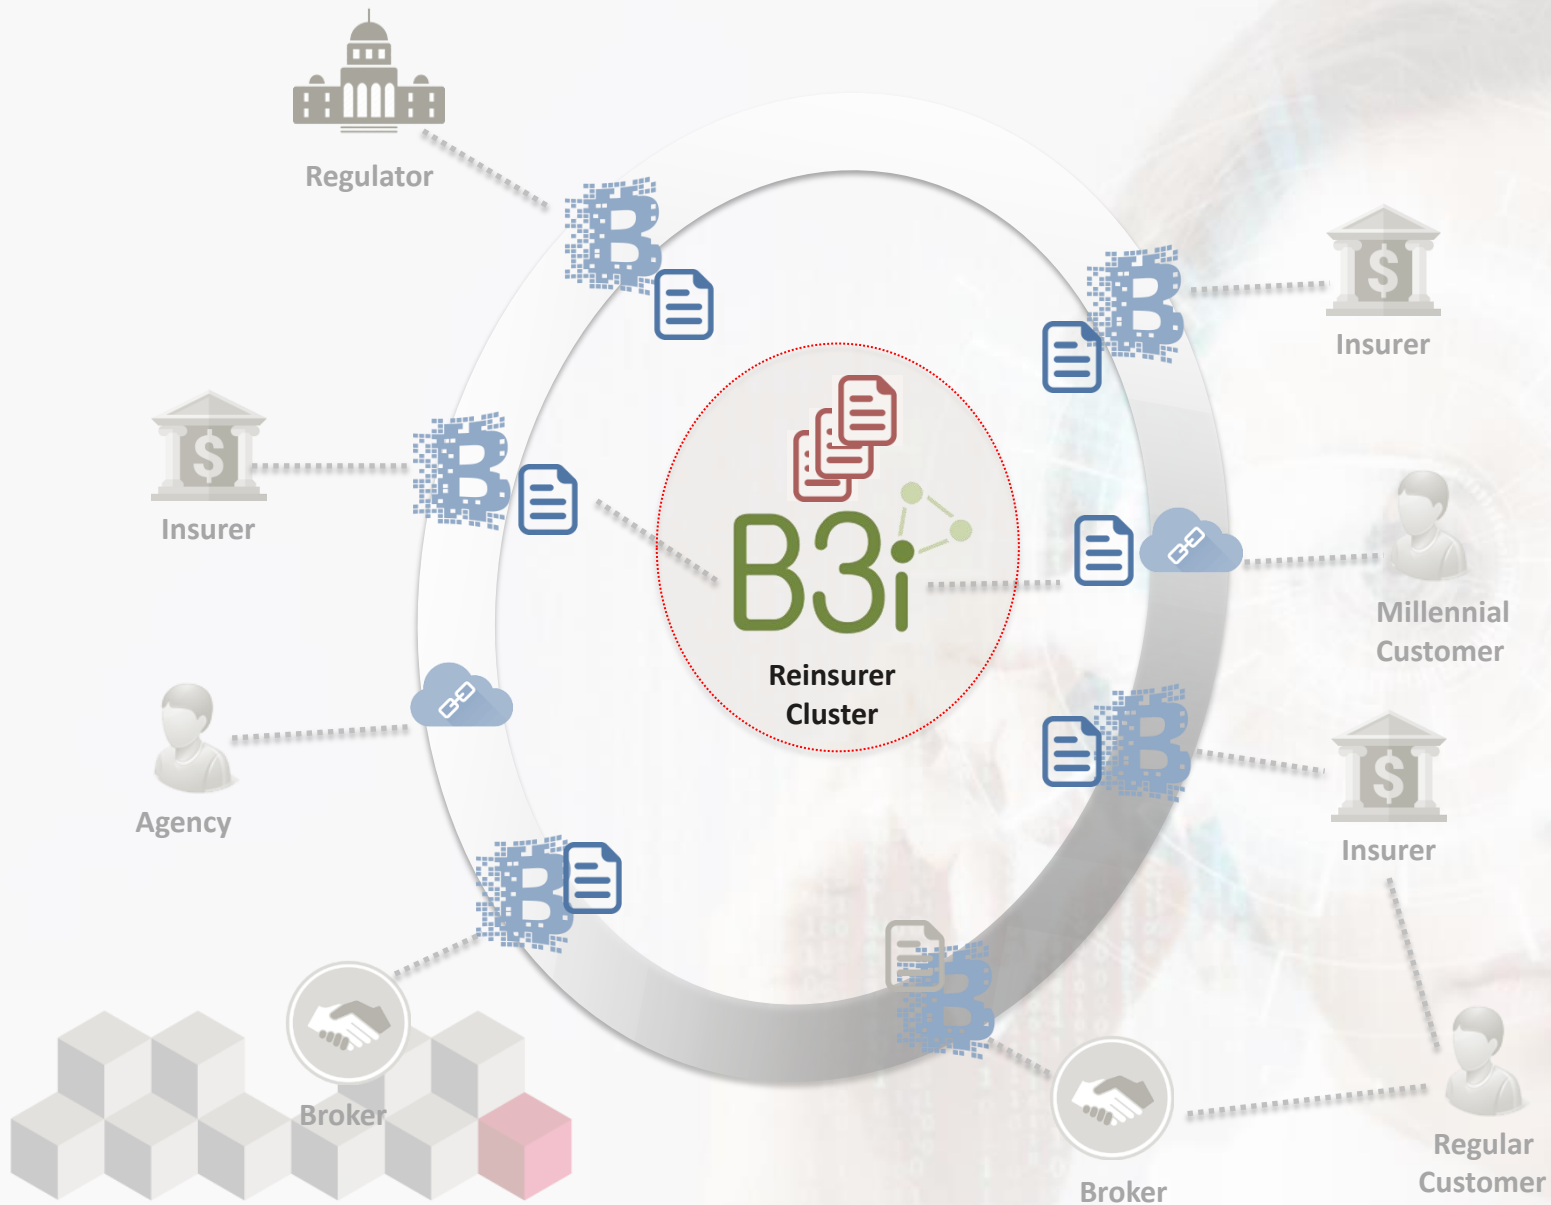 Regulator
Insurer
Insurer
B3i
Reinsurer
Cluster
Millennial
Customer
Agency
Insurer
Broker
Broker
Regular
Customer